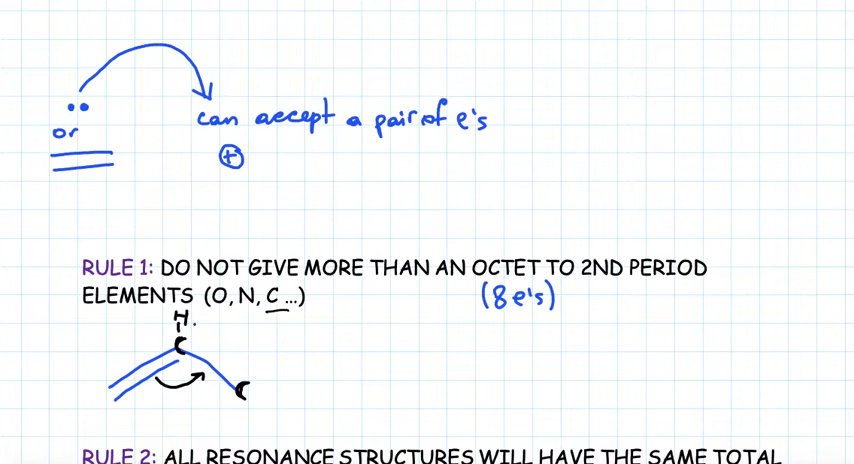 can accept a pair of e's
or
+
RULE 1: DO NOT GIVE MORE THAN AN OCTET TO 2ND PERIOD
ELEMENTS (O, N, C ...) (8 e's)
H
C
C
RULE 2: ALL RESONANCE STRUCTURES WILL HAVE THE SAME TOTAL